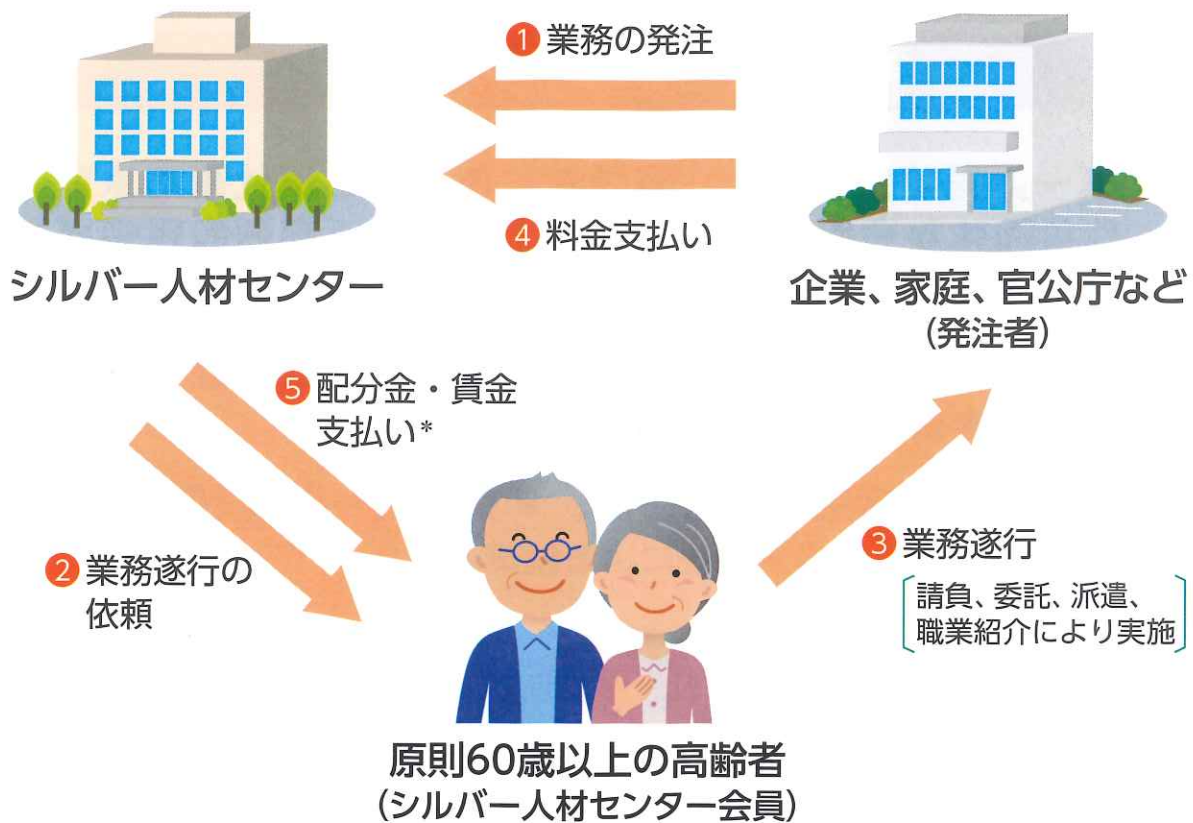 ❶業務の発注
❹料金支払い
シルバー人材センター
企業、家庭、官公庁など
(発注者)
❺配分金・賃金
支払い*
❷業務遂行の
依頼
❸業務遂行
請負、委託、派遣、
職業紹介により実施
原則60歳以上の高齢者
(シルバー人材センター会員)